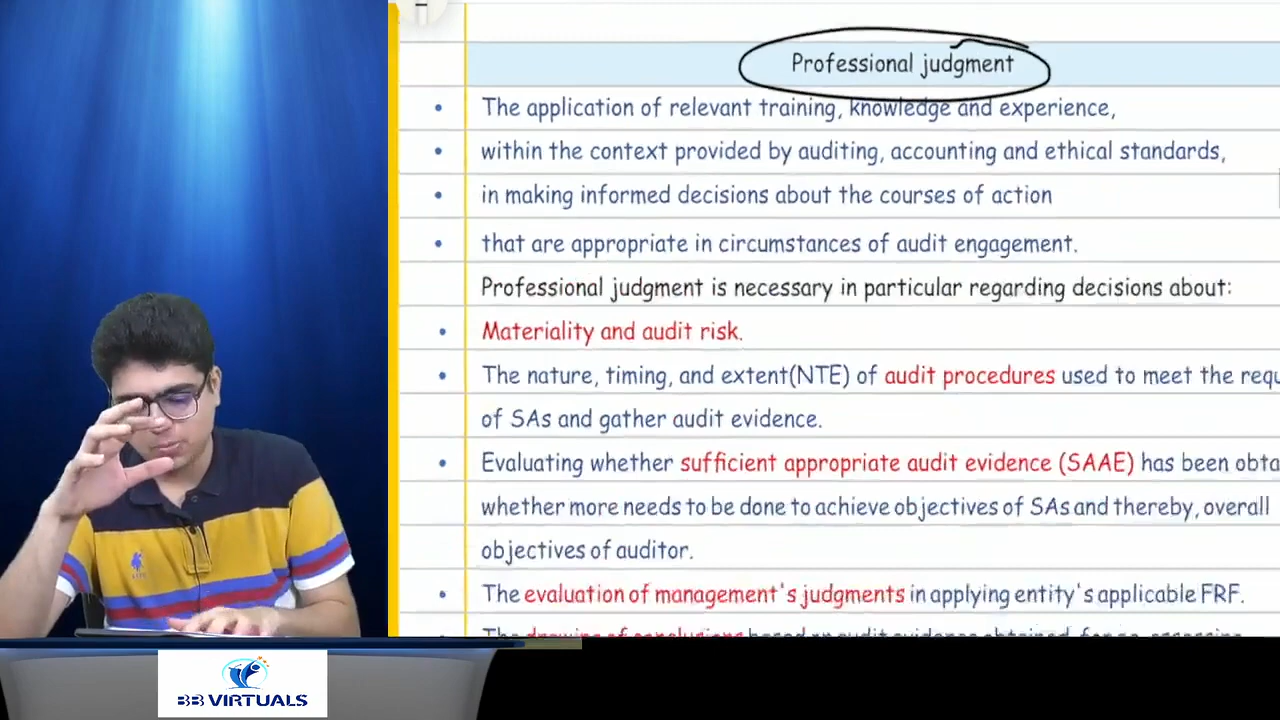 Professional judgment
• The application of relevant training, knowledge and experience,
• within the context provided by auditing, accounting and ethical standards,
• in making informed decisions about the courses of action
• that are appropriate in circumstances of audit engagement.
Professional judgment is necessary in particular regarding decisions about:
• Materiality and audit risk.
• The nature, timing, and extent(NTE) of audit procedures used to meet the requ
of SAs and gather audit evidence.
• Evaluating whether sufficient appropriate audit evidence (SAAE) has been obta
whether more needs to be done to achieve objectives of SAs and thereby, overall
objectives of auditor.
• The evaluation of management's judgments in applying entity's applicable FRF.
BB VIRTUALS